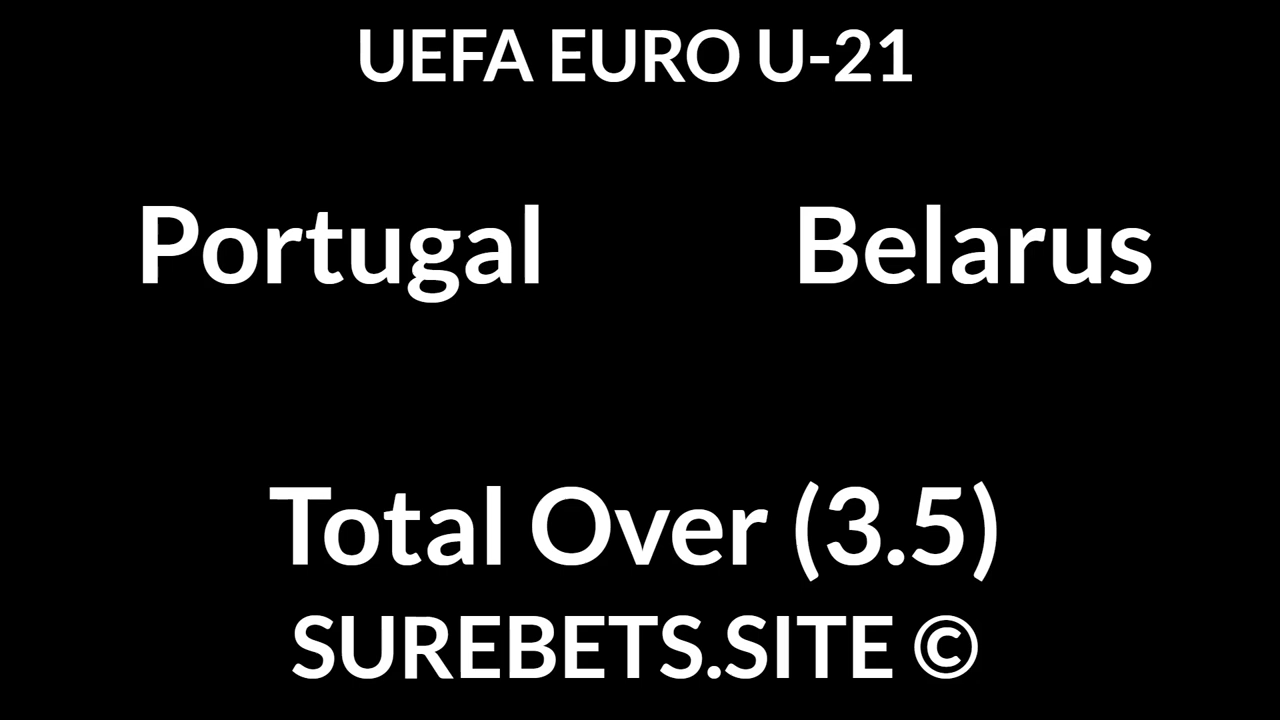 UEFA EURO U-21
Portugal Belarus
Total Over (3.5)
SUREBETS.SITE ©